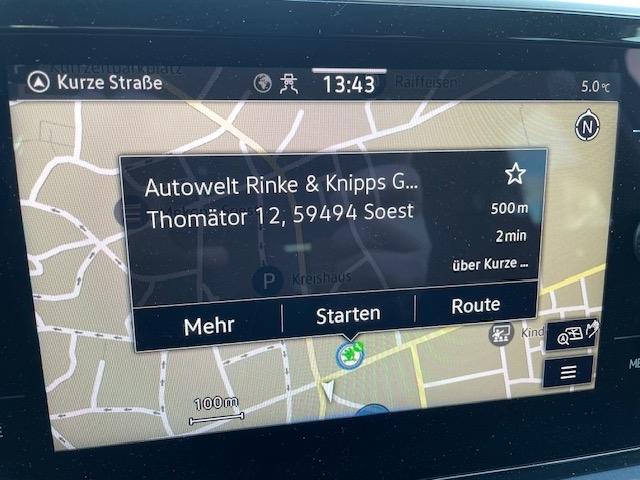 Kurze Straße
13:43
Raiffeisen
5.0 °C
N
Autowelt Rinke & Knipps G...
Thomätor 12, 59494 Soest
500 m
2 min
über Kurze ...
P Kreishaus
Mehr
Starten
Route
Kind
100 m